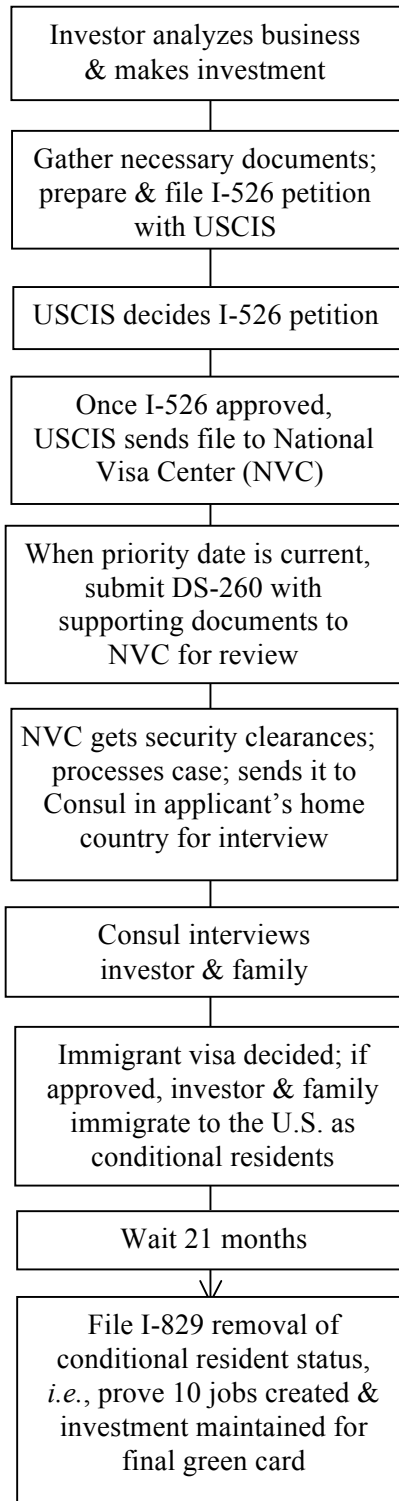 Investor analyzes business
& makes investment
Gather necessary documents;
prepare & file I-526 petition
with USCIS
USCIS decides I-526 petition
Once I-526 approved,
USCIS sends file to National
Visa Center (NVC)
When priority date is current,
submit DS-260 with
supporting documents to
NVC for review
NVC gets security clearances;
processes case; sends it to
Consul in applicant’s home
country for interview
Consul interviews
investor & family
Immigrant visa decided; if
approved, investor & family
immigrate to the U.S. as
conditional residents
Wait 21 months
File I-829 removal of
conditional resident status,
i.e., prove 10 jobs created &
investment maintained for
final green card